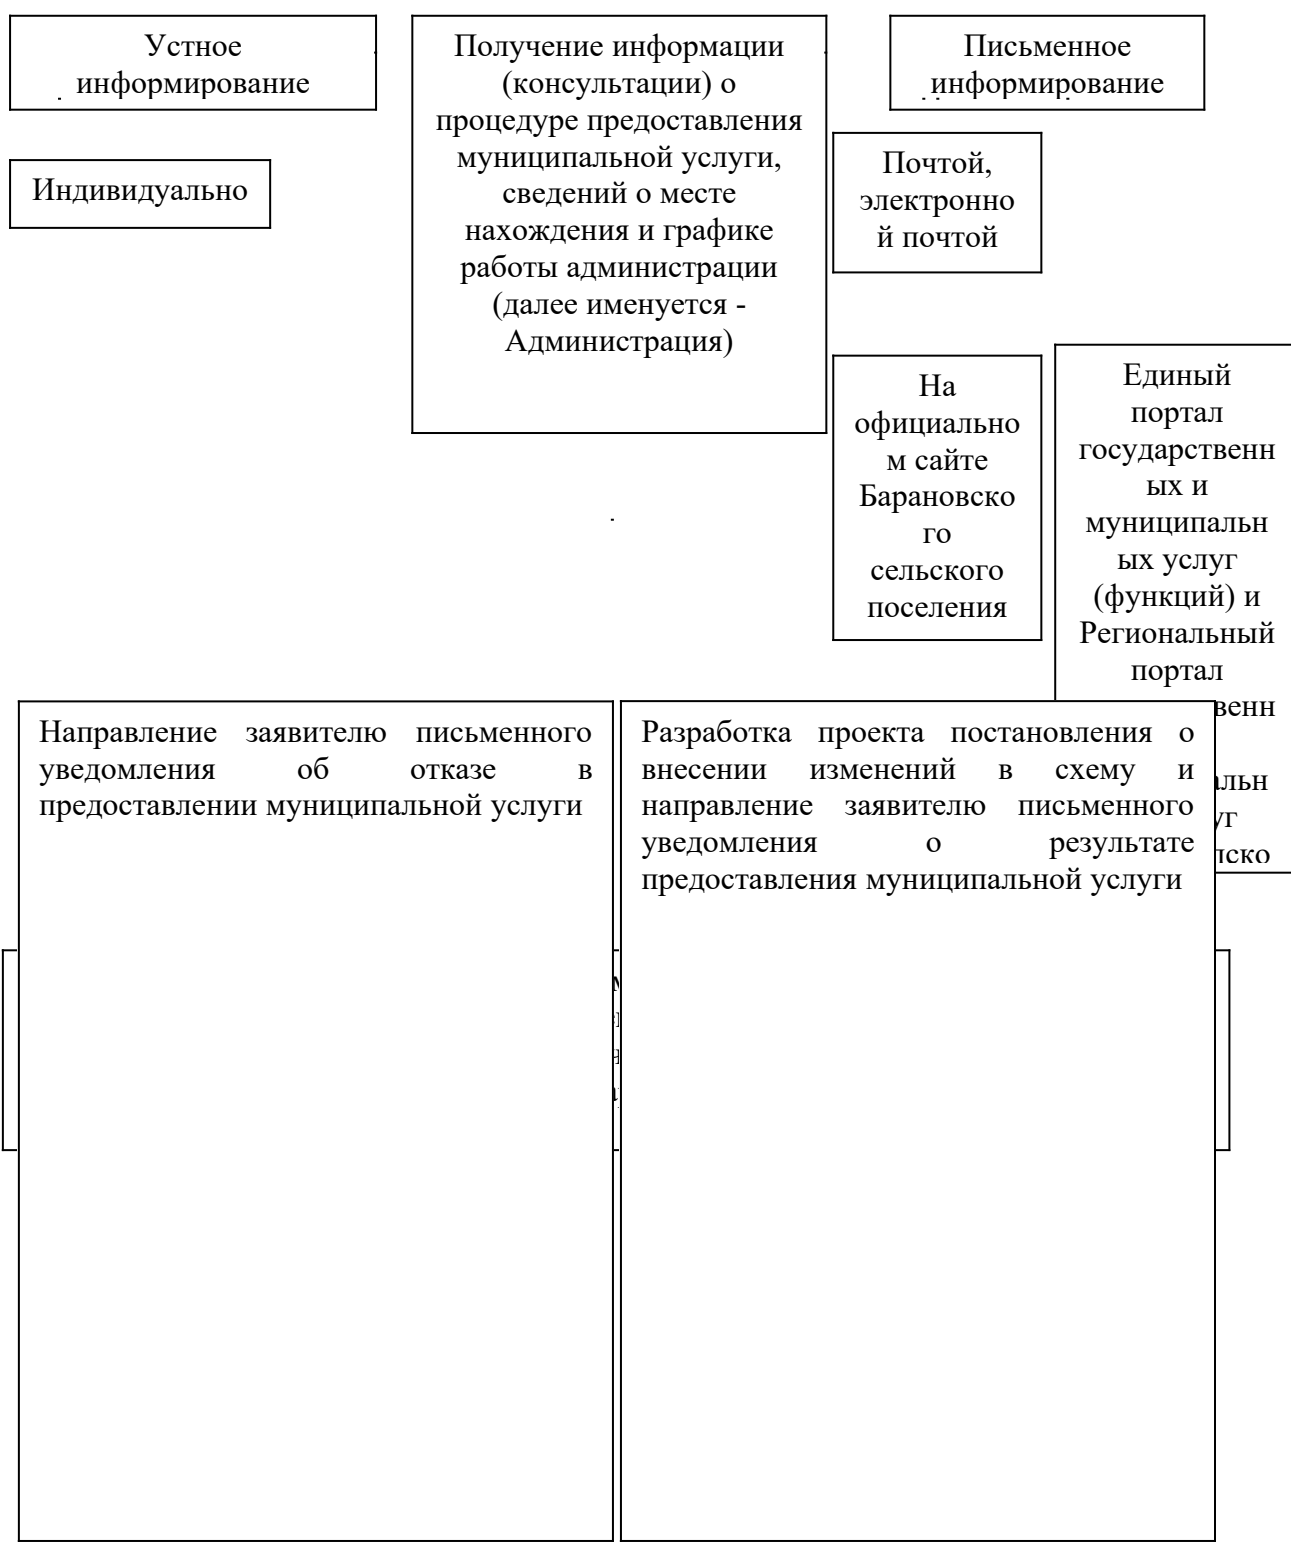 Устное
информирование
Получение информации
(консультации) о
процедуре предоставления
муниципальной услуги,
сведений о месте
нахождения и графике
работы администрации
(далее именуется -
Администрация)
Письменное
информирование
Индивидуально
Почтой,
электронно
й почтой
На
официально
м сайте
Барановско
го
сельского
поселения
Единый
портал
государственн
ых и
муниципальн
ых услуг
(функций) и
Региональный
портал
Направление заявителю письменного
уведомления об отказе в
предоставлении муниципальной услуги
Разработка проекта постановления о
внесении изменений в схему и
направление заявителю письменного
уведомления о результате
предоставления муниципальной услуги